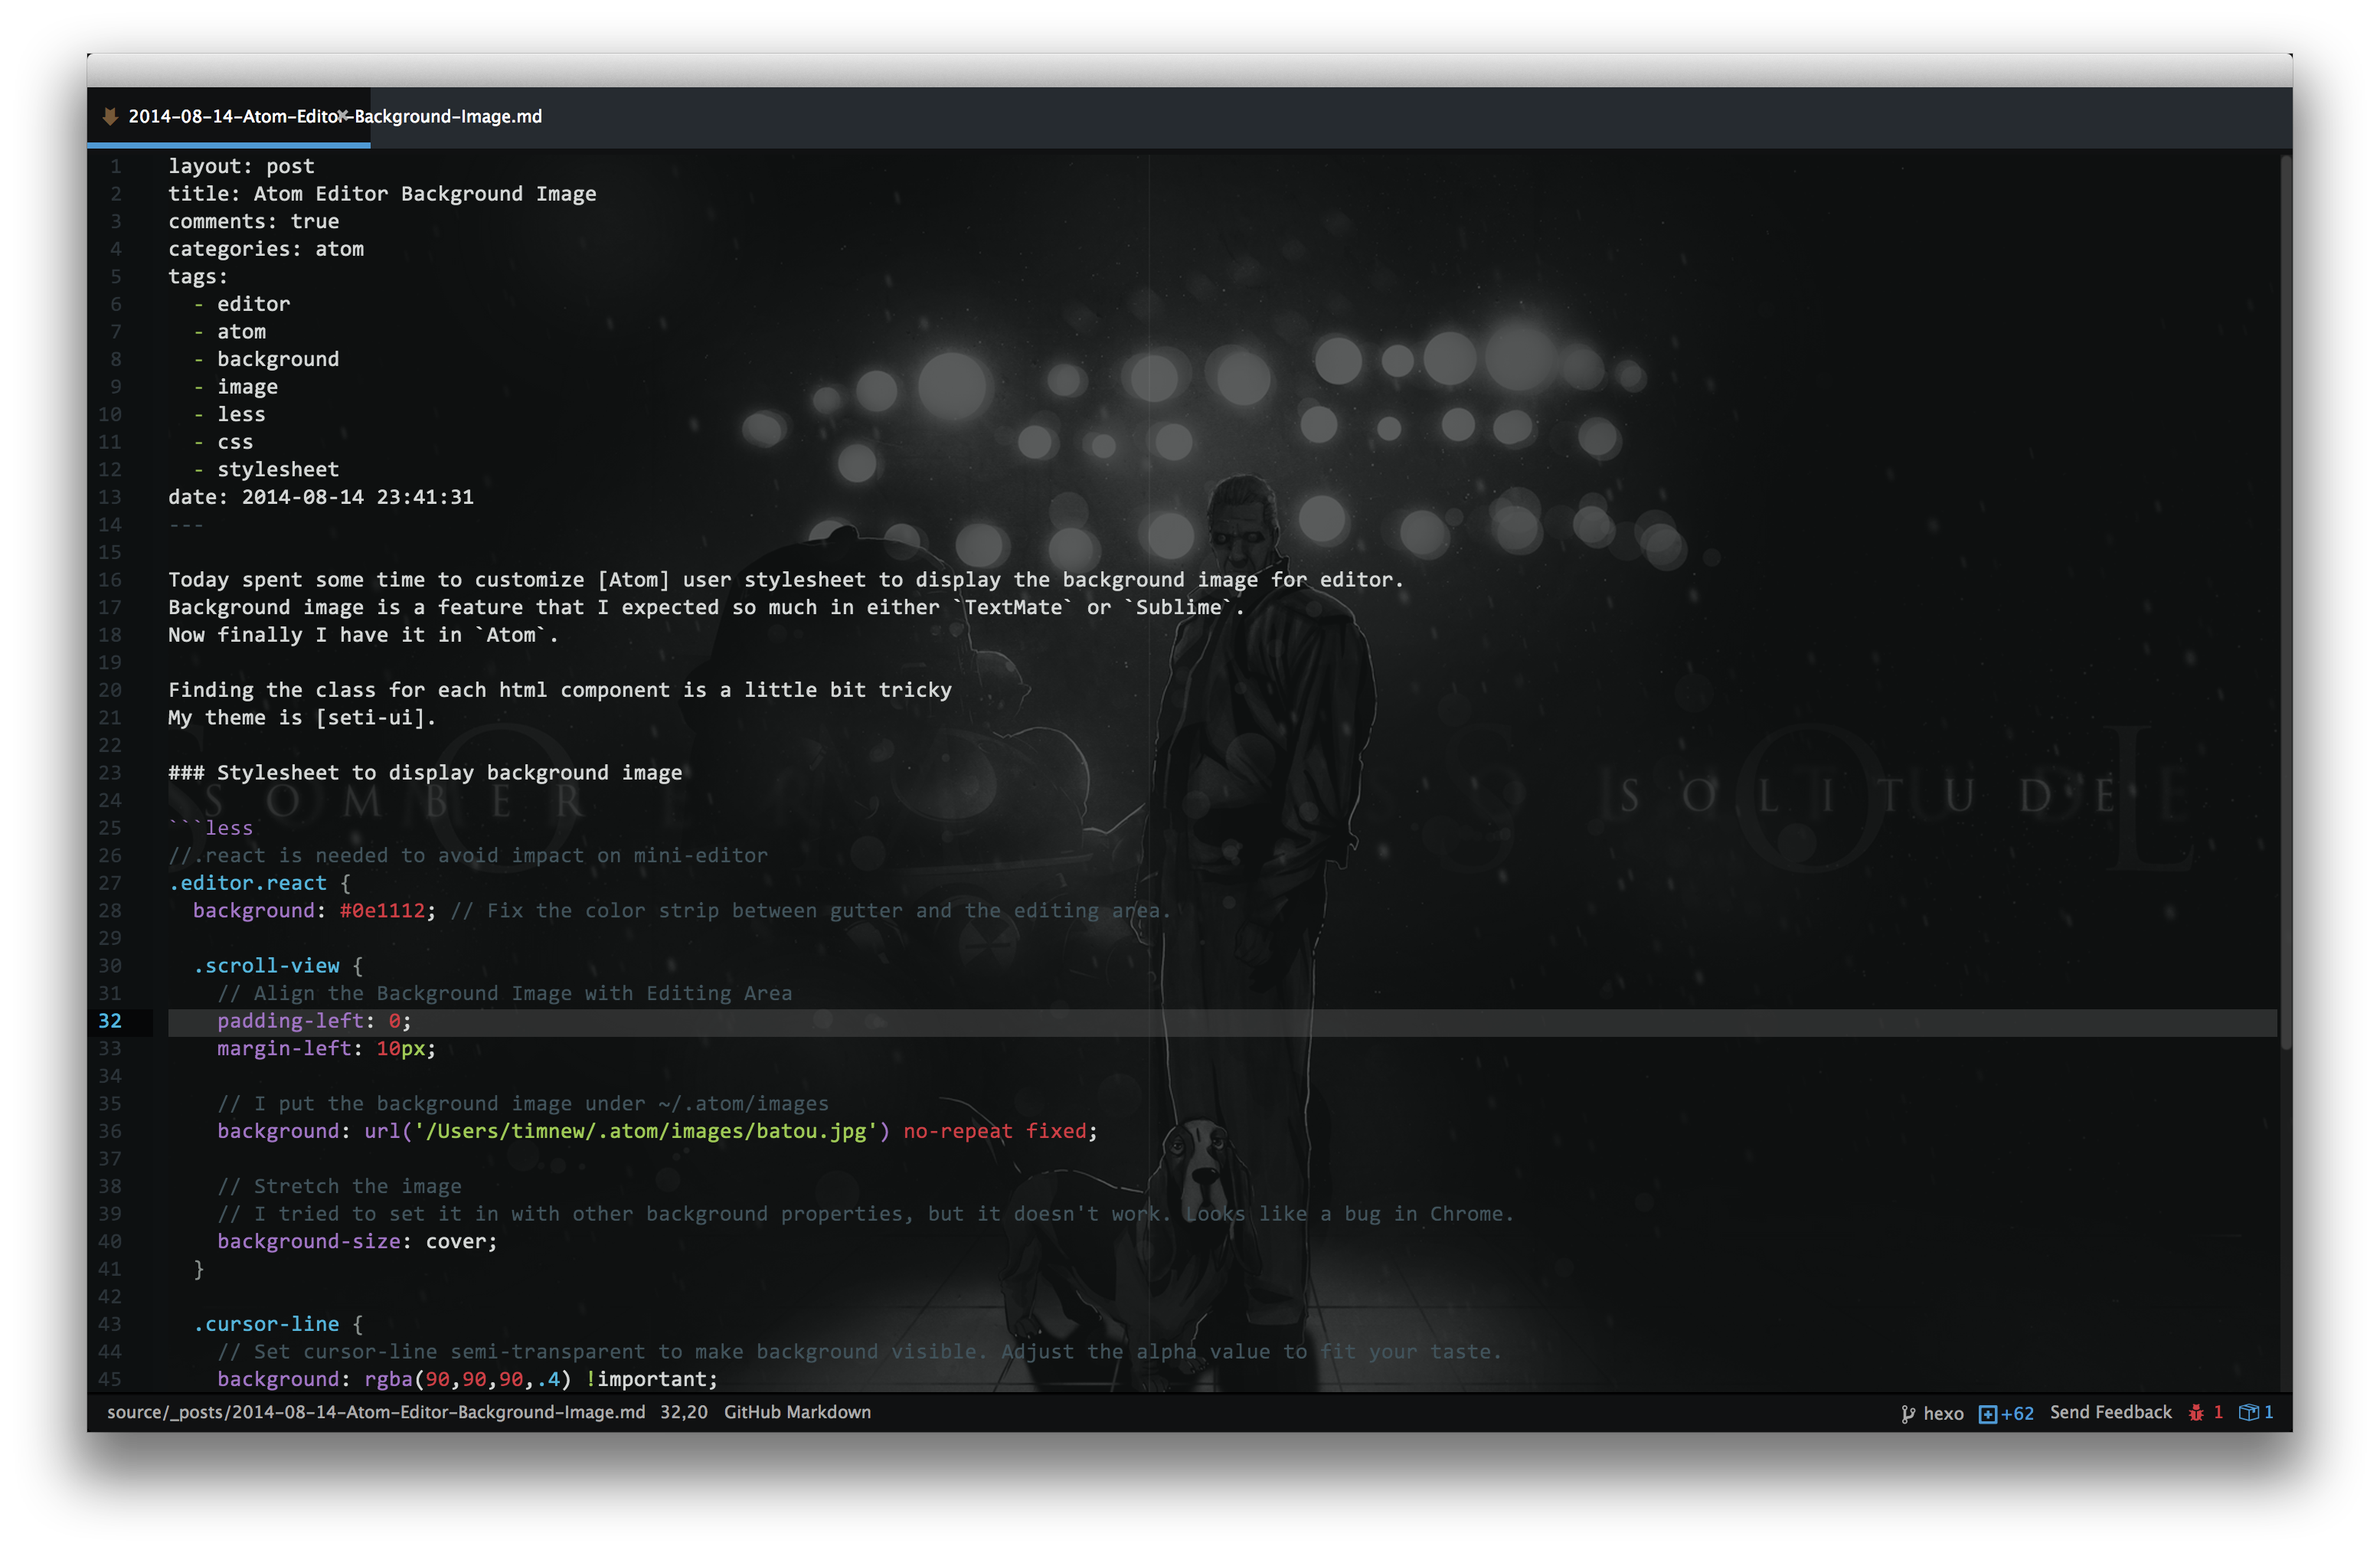 2014-08-14-Atom-Editor-Background-Image.md
1 layout: post
2 title: Atom Editor Background Image
3 comments: true
4 categories: atom
5 tags:
6 - editor
7 - atom
8 - background
9 - image
10 - less
11 - css
12 - stylesheet
13 date: 2014-08-14 23:41:31
14 ---
15
16 Today spent some time to customize [Atom] user stylesheet to display the background image for editor.
17 Background image is a feature that I expected so much in either `TextMate` or `Sublime`.
18 Now finally I have it in `Atom`.
19
20 Finding the class for each html component is a little bit tricky
21 My theme is [seti-ui].
22
23 ### Stylesheet to display background image
24
SOMBER SOLITUDE
25 ```less
26 //.react is needed to avoid impact on mini-editor
27 .editor.react {
28 background: #0e1112; // Fix the color strip between gutter and the editing area.
29
30 .scroll-view {
31 // Align the Background Image with Editing Area
32 padding-left: 0;
33 margin-left: 10px;
34
35 // I put the background image under ~/.atom/images
36 background: url('/Users/timnew/.atom/images/batou.jpg') no-repeat fixed;
37
38 // Stretch the image
39 // I tried to set it in with other background properties, but it doesn't work. Looks like a bug in Chrome.
40 background-size: cover;
41 }
42
43 .cursor-line {
44 // Set cursor-line semi-transparent to make background visible. Adjust the alpha value to fit your taste.
45 background: rgba(90,90,90,.4) !important;
source/_posts/2014-08-14-Atom-Editor-Background-Image.md 32,20 GitHub Markdown hexo +62 Send Feedback 1 1